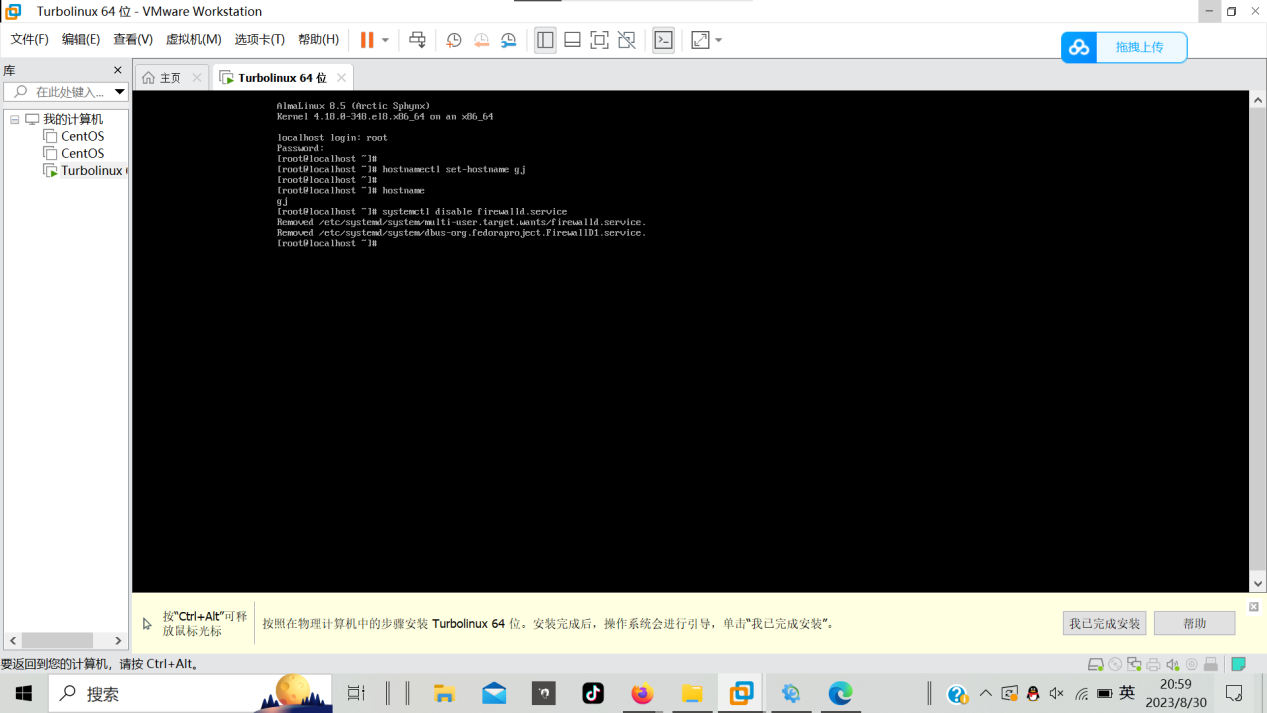 Turbolinux 64 位 - VMware Workstation
文件(F) 编辑(E) 查看(V) 虚拟机(M) 选项卡(T) 帮助(H)
拖拽上传
库
主页
Turbolinux 64 位
在此处键入...
我的计算机
CentOS
CentOS
Turbolinux 6
AlmaLinux 8.5 (Arctic Sphynx)
Kernel 4.18.0-348.el8.x86_64 on an x86_64
localhost login: root
Password:
[root@localhost ~]#
[root@localhost ~]# hostnamectl set-hostname gj
[root@localhost ~]#
[root@localhost ~]# hostname
gj
[root@localhost ~]# systemctl disable firewalld.service
Removed /etc/systemd/system/multi-user.target.wants/firewalld.service.
Removed /etc/systemd/system/dbus-org.fedoraproject.FirewallD1.service.
[root@localhost ~]#
按“Ctrl+Alt”可释
放鼠标光标
按照在物理计算机中的步骤安装 Turbolinux 64 位。安装完成后，操作系统会进行引导，单击“我已完成安装”。
我已完成安装
帮助
要返回到您的计算机，请按 Ctrl+Alt。
搜索
英
20:59
2023/8/30